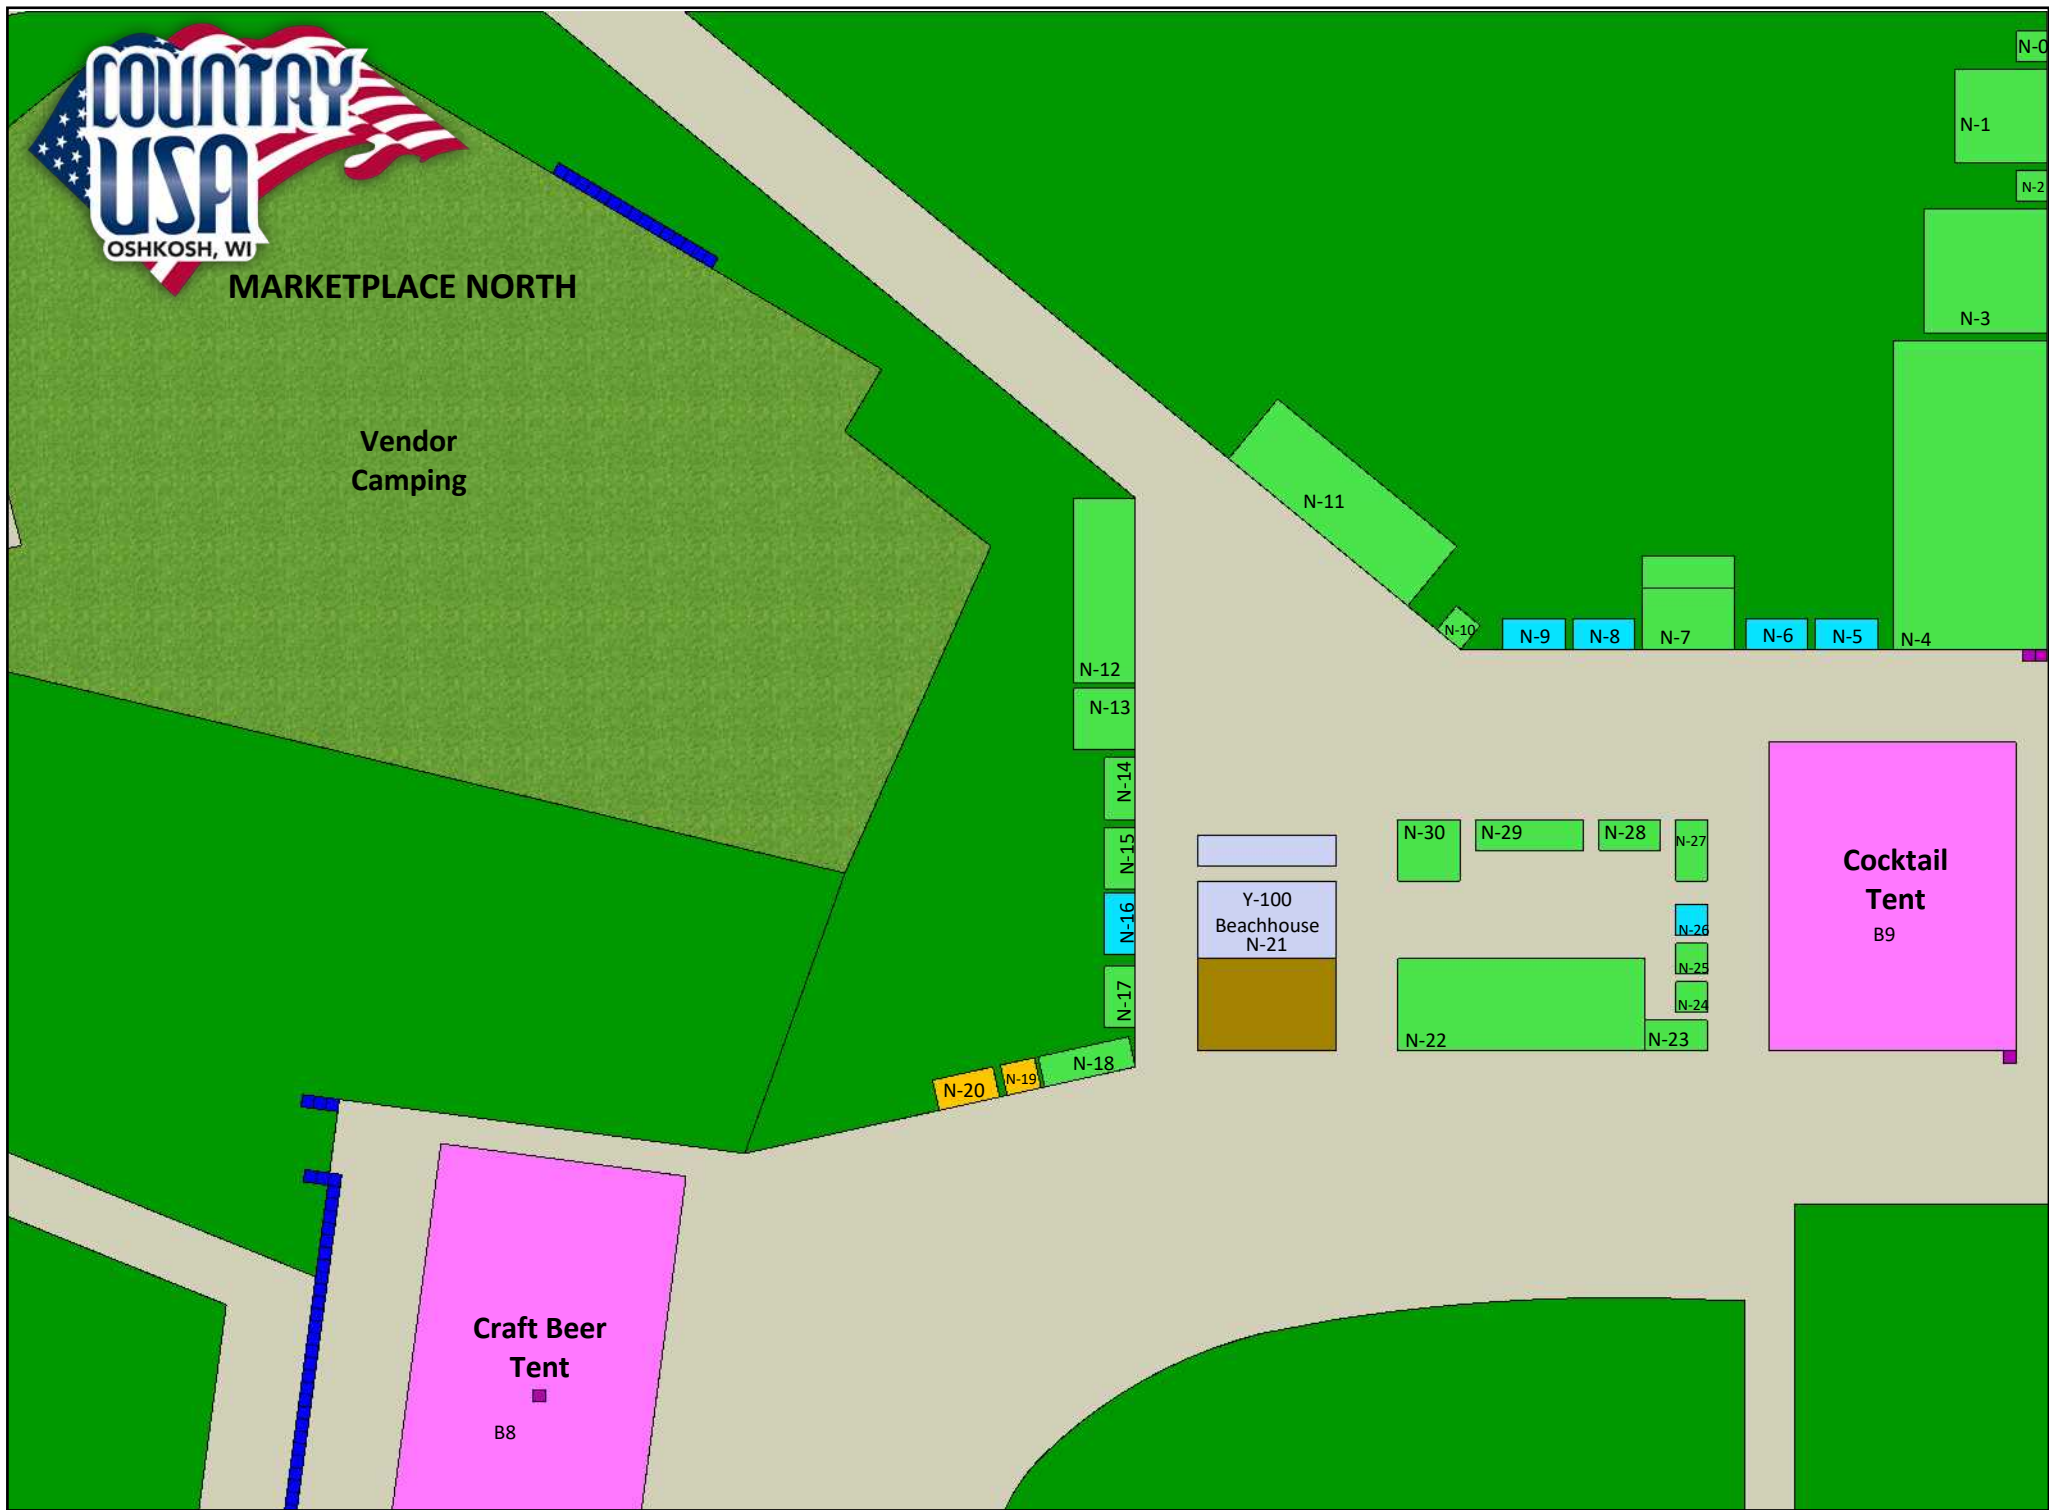 COUNTRY
USA
OSHKOSH, WI
MARKETPLACE NORTH
Vendor
Camping
N-0
N-1
N-2
N-3
N-4
N-5
N-6
N-7
N-8
N-9
N-10
N-11
N-12
N-13
N-14
N-15
N-16
N-17
N-18
N-19
N-20
Y-100
Beachhouse
N-21
N-22
N-23
N-24
N-25
N-26
N-27
N-28
N-29
N-30
Cocktail
Tent
B9
Craft Beer
Tent
B8